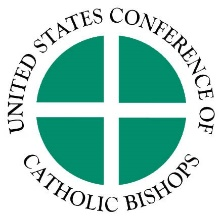 UNITED STATES CONFERENCE OF
CATHOLIC BISHOPS